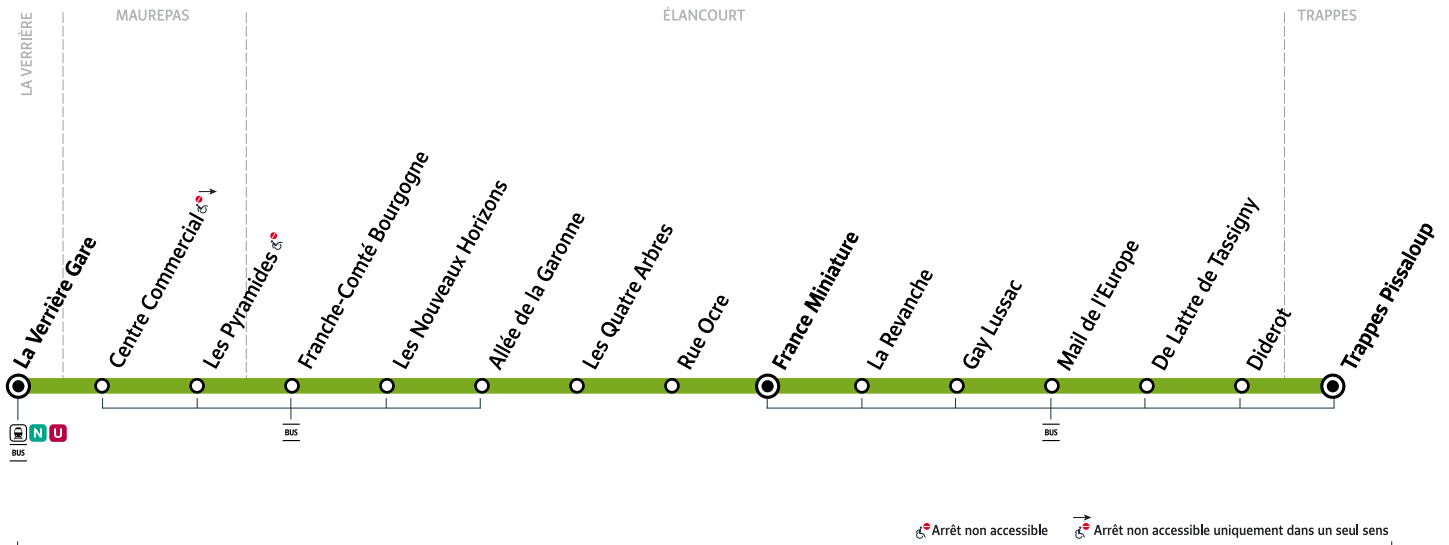 LA VERRIÈRE
MAUREPAS
ÉLANCOURT
TRAPPES
La Verrière Gare
Centre Commercial
Les Pyramides
Franche-Comté Bourgogne
Les Nouveaux Horizons
Allée de la Garonne
Les Quatre Arbres
Rue Ocre
France Miniature
La Revanche
Gay Lussac
Mail de l'Europe
De Lattre de Tassigny
Diderot
Trappes Pissaloup
N U
BUS
BUS
BUS
Arrêt non accessible
Arrêt non accessible uniquement dans un seul sens